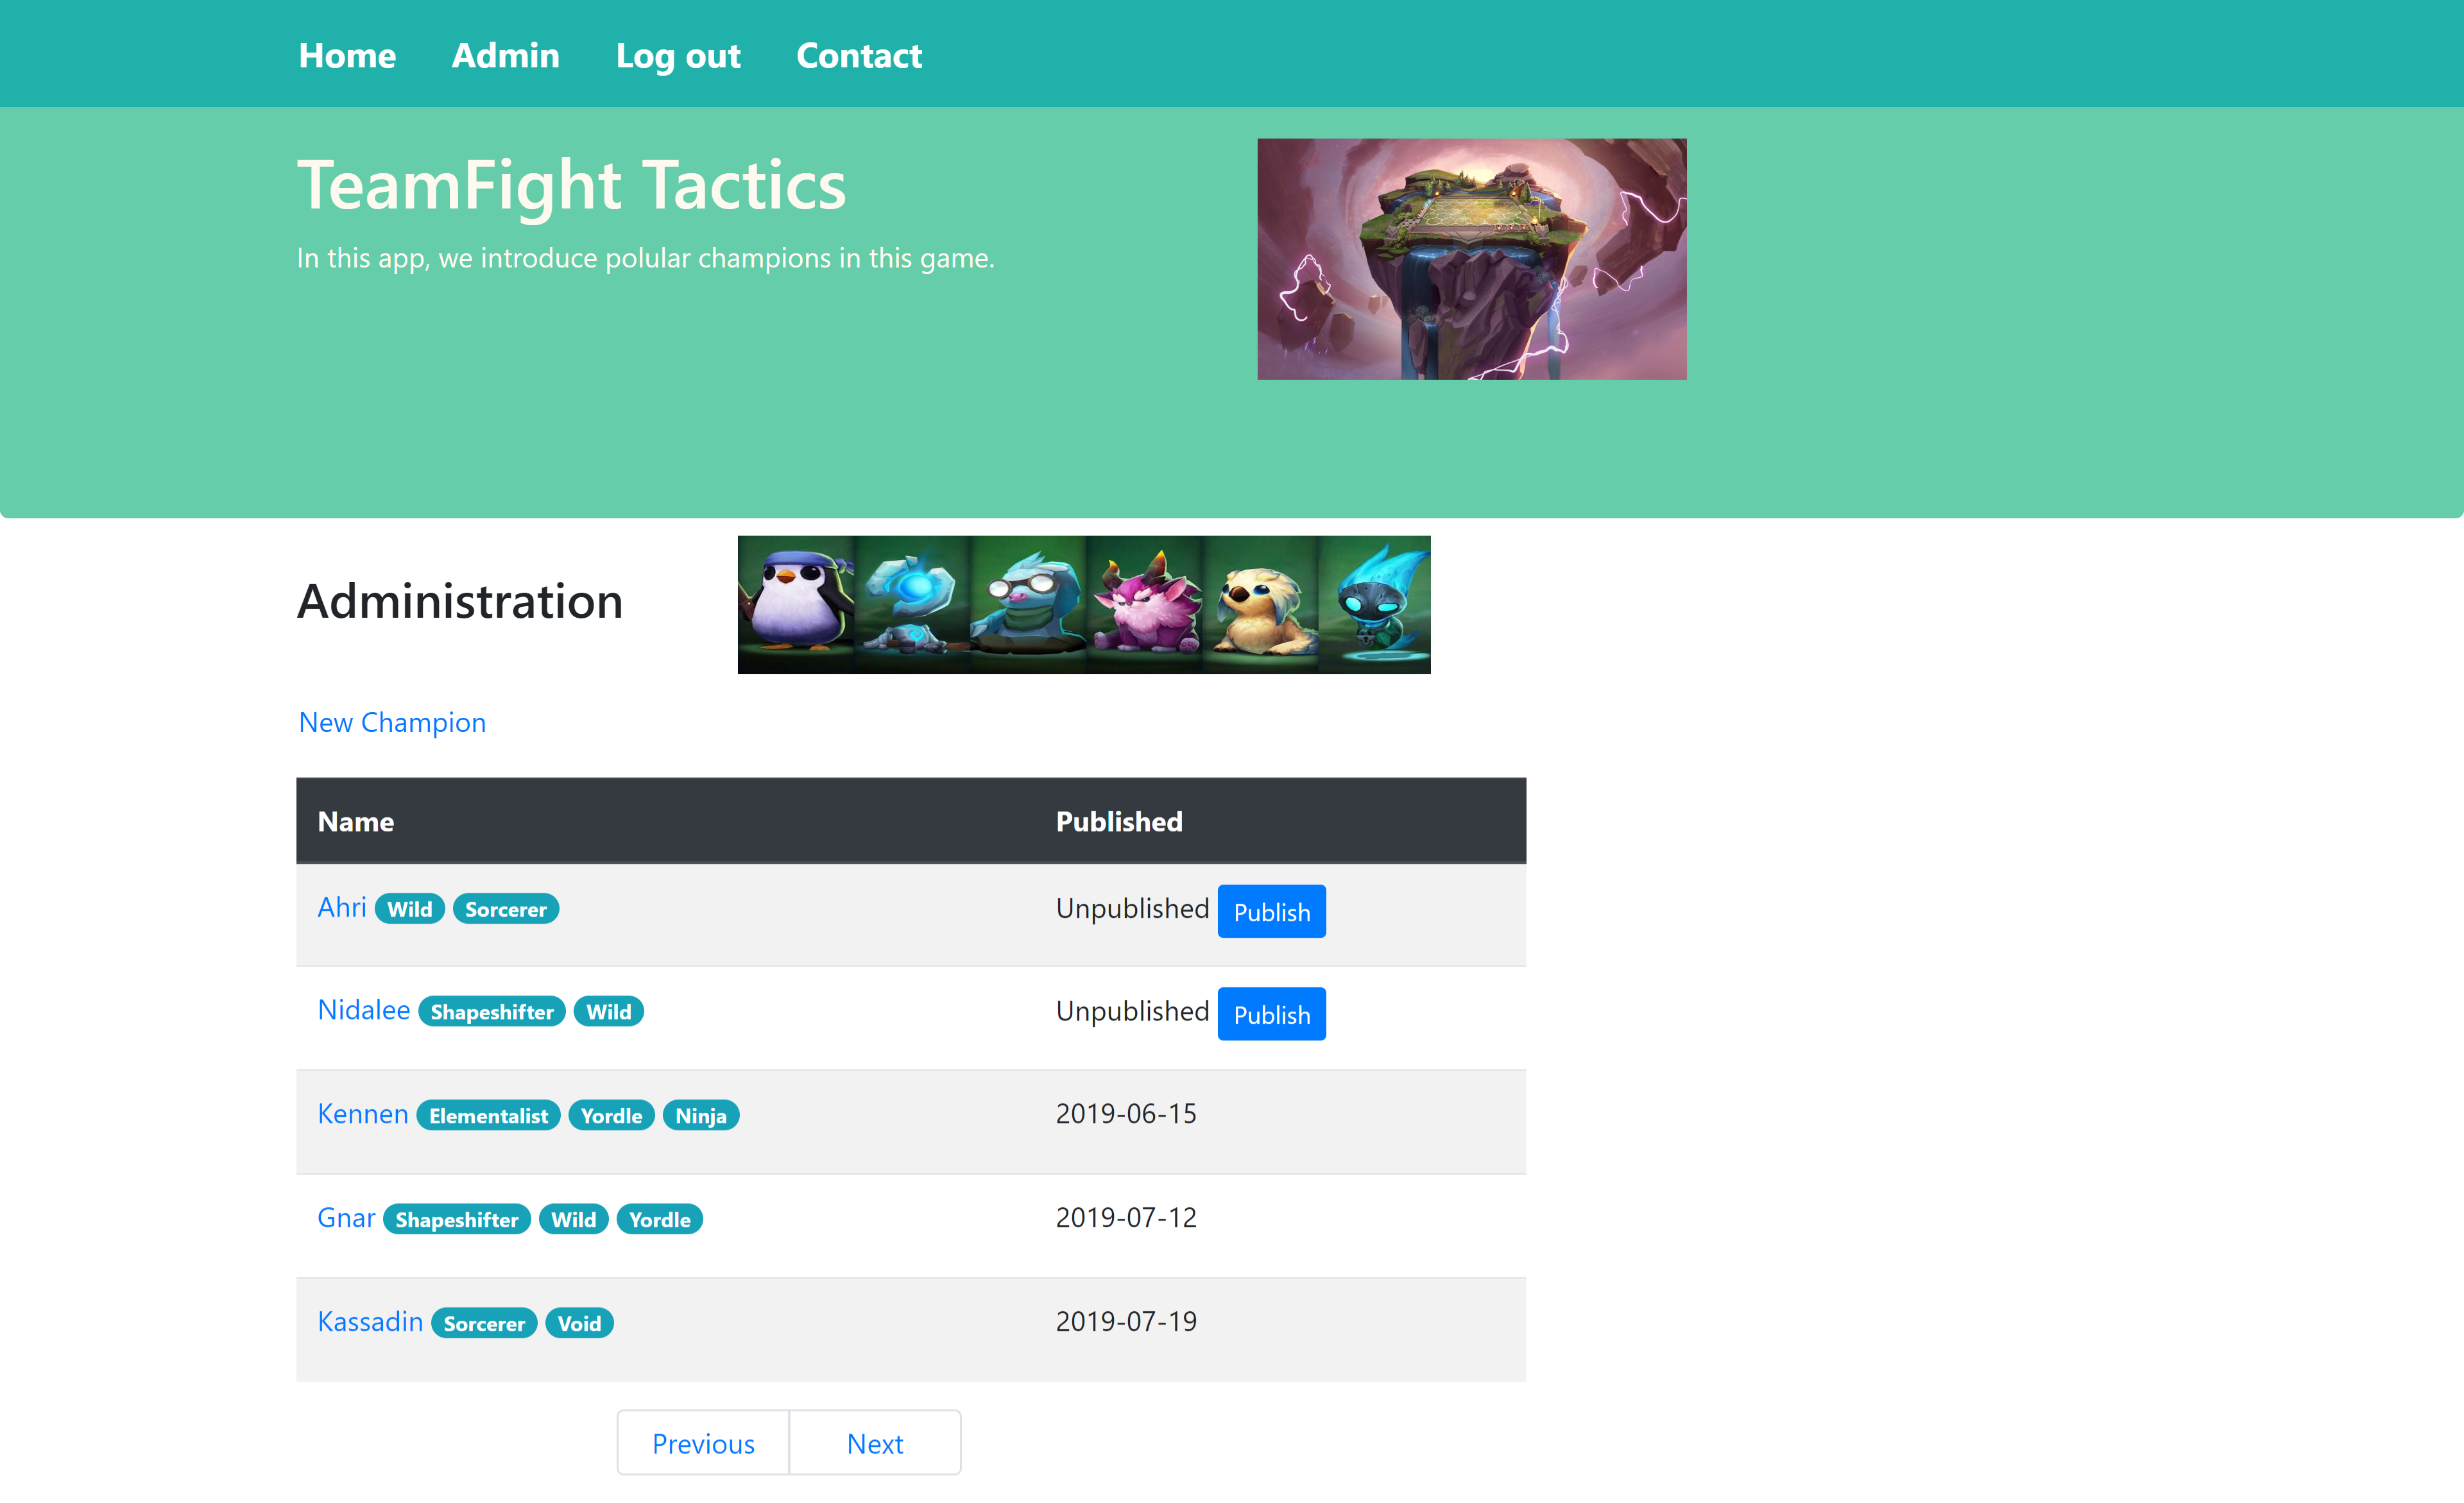 Home Admin Log out Contact
TeamFight Tactics
In this app, we introduce polular champions in this game.
Administration
New Champion
Name Published
Ahri Wild Sorcerer Unpublished Publish
Nidalee Shapeshifter Wild Unpublished Publish
Kennen Elementalist Yordle Ninja 2019-06-15
Gnar Shapeshifter Wild Yordle 2019-07-12
Kassadin Sorcerer Void 2019-07-19
Previous Next